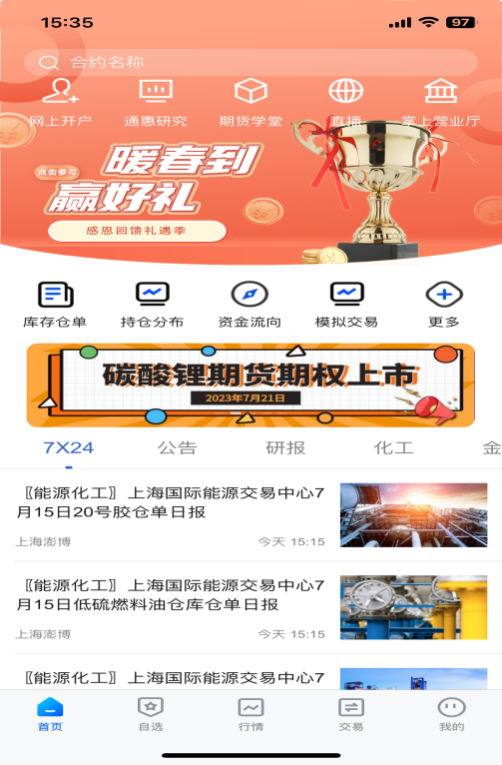 15:35
97
合约名称
网上开户
通惠研究
期货学堂
直播
掌上营业厅
点击参与
暖春到
赢好礼
感恩回馈礼遇季
库存仓单
持仓分布
资金流向
模拟交易
更多
碳酸锂期货期权上市
2023年7月21日
7X24
公告
研报
化工
金
〖能源化工〗上海国际能源交易中心7
月15日20号胶仓单日报
上海澎博
今天 15:15
〖能源化工〗上海国际能源交易中心7
月15日低硫燃料油仓库仓单日报
上海澎博
今天 15:15
〖能源化工〗上海国际能源交易中心7
首页
自选
行情
交易
我的